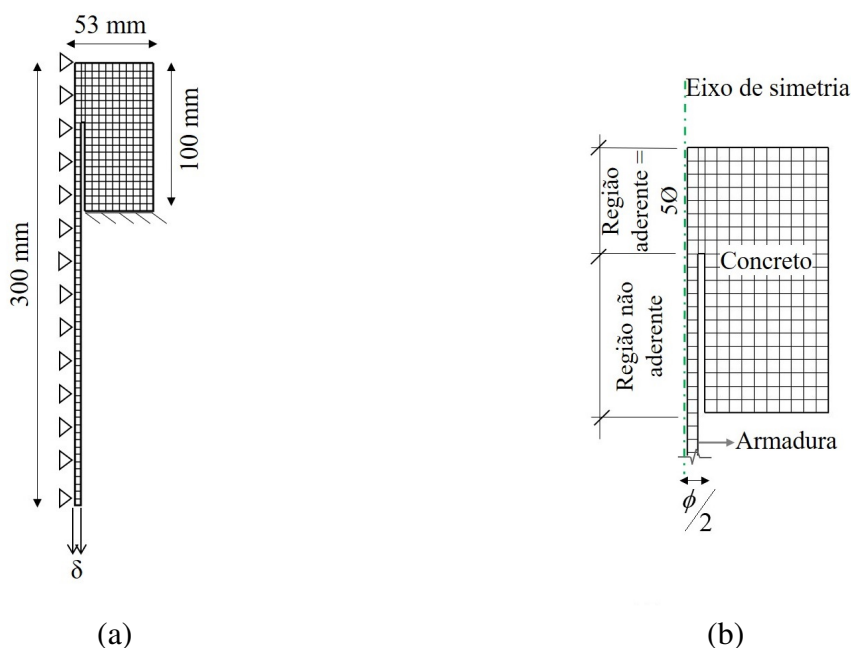 53 mm
100 mm
300 mm
δ
(a)
Eixo de simetria
Região
aderente =
5Ø
Concreto
Região não
aderente
Armadura
ϕ/2
(b)